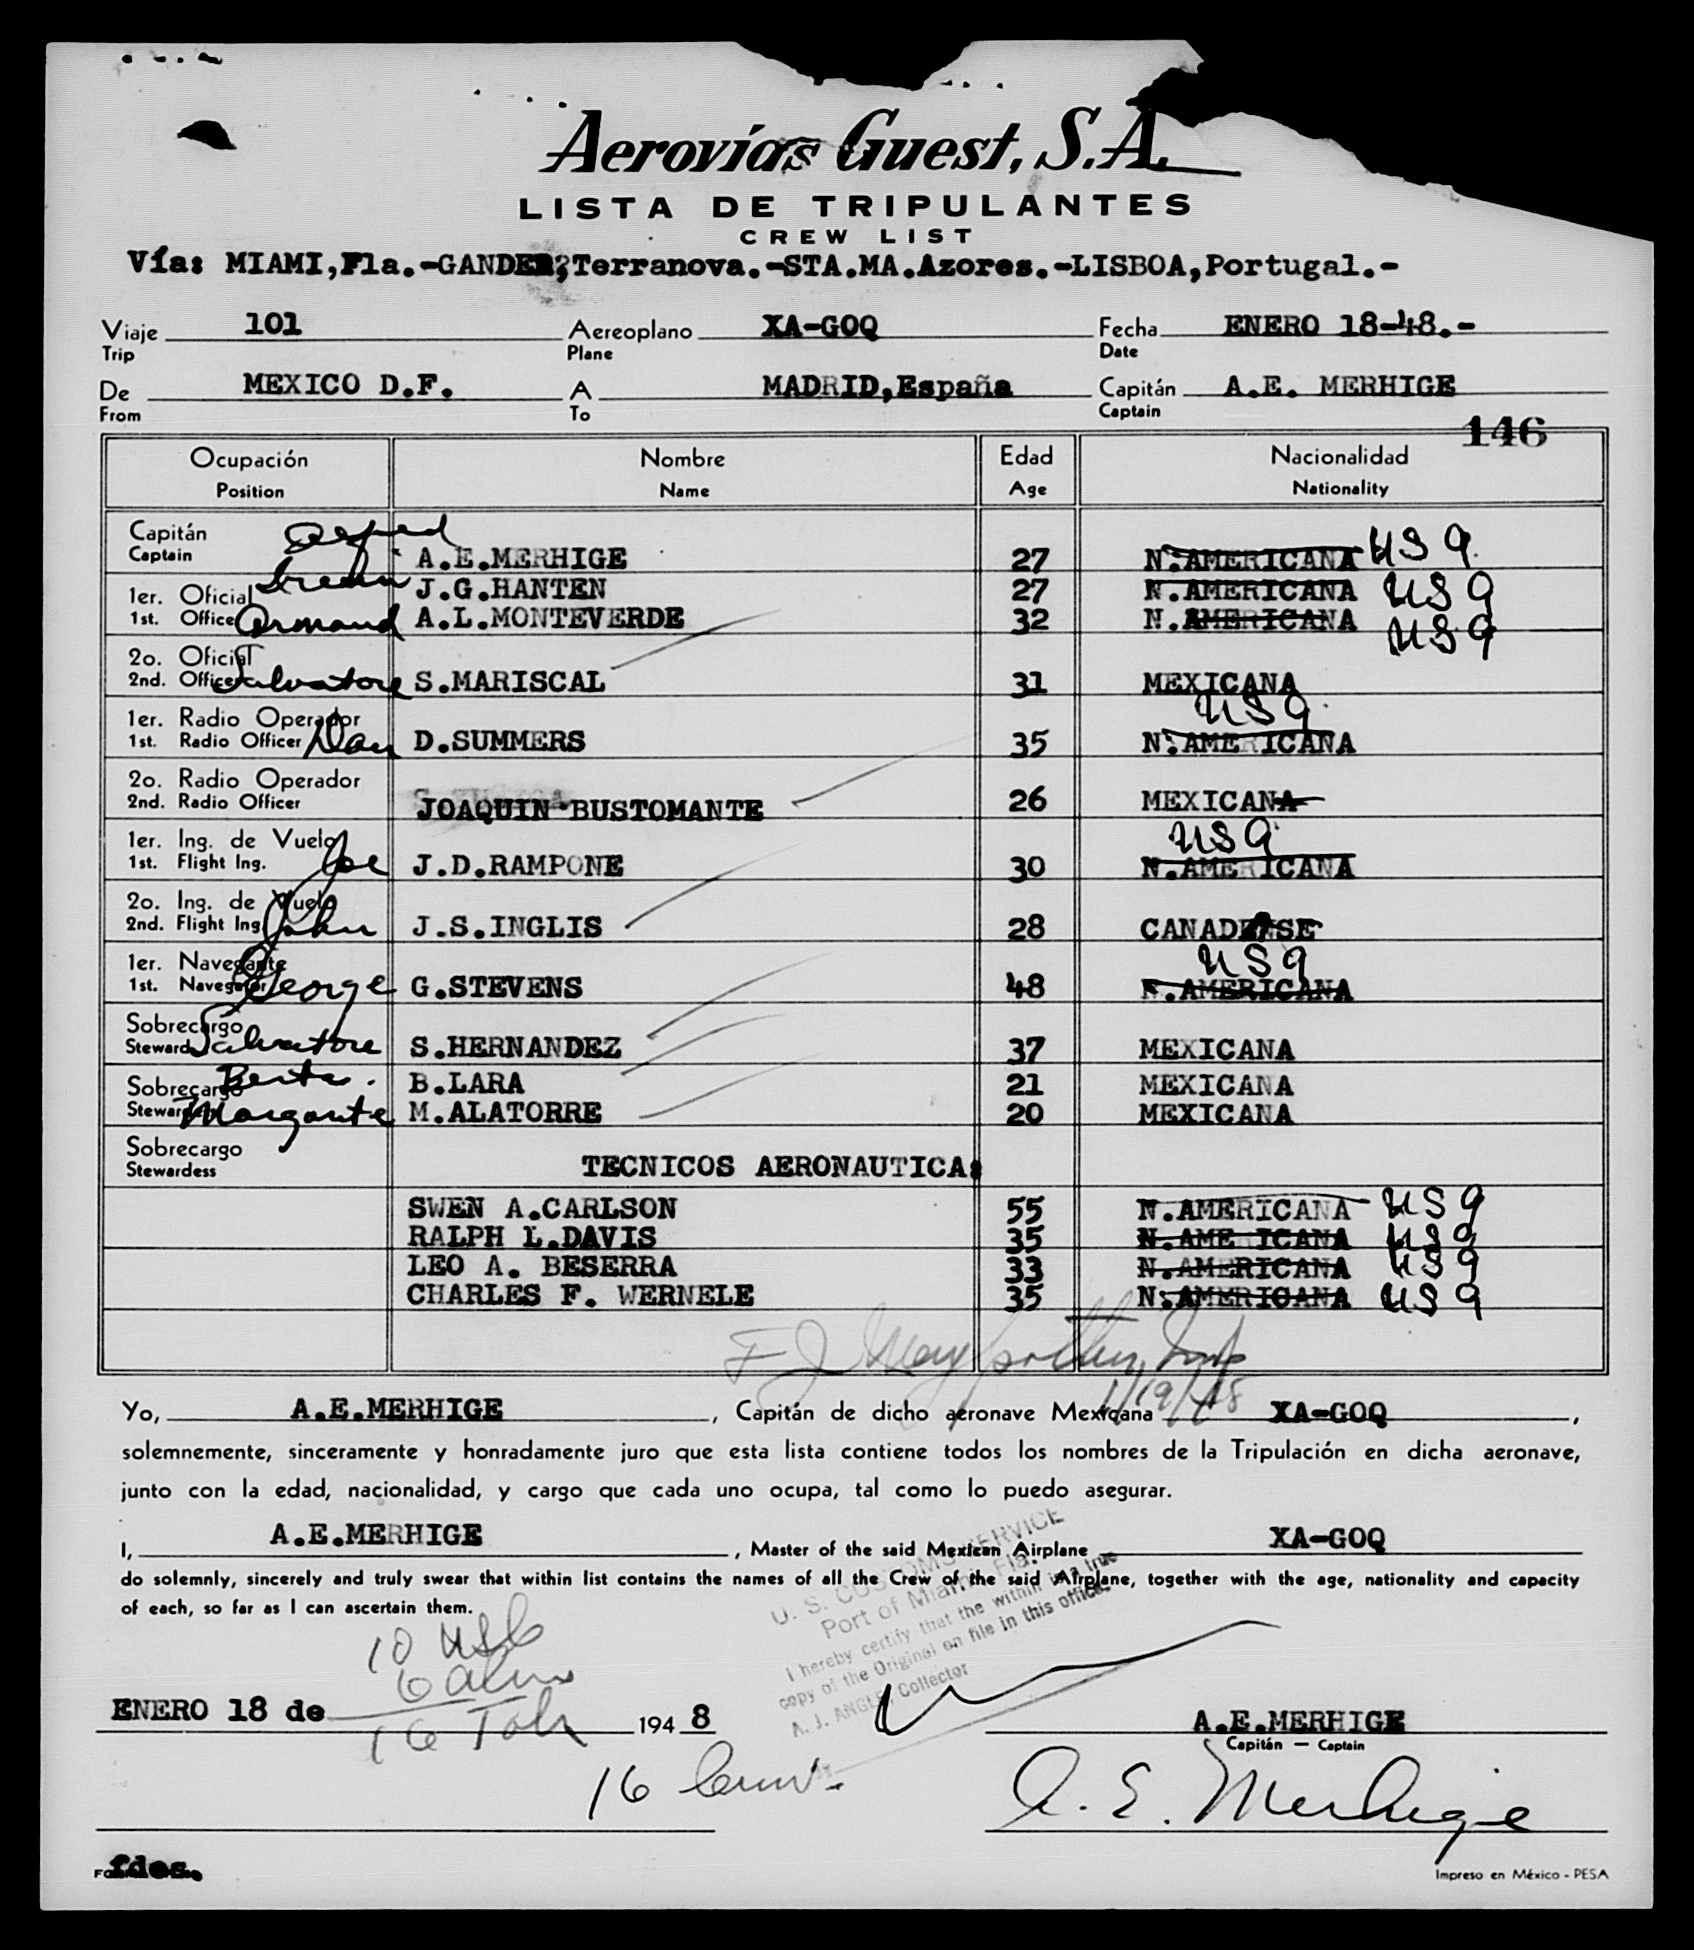 Aerovías Guest, S.A.
LISTA DE TRIPULANTES
CREW LIST
Vía: MIAMI,Fla.-GANDER,Terranova.-STA.MA.Azores.-LISBOA,Portugal.-
Viaje 101 Aereoplano XA-GOQ Fecha ENERO 18-48.-
Trip Plane Date
De MEXICO D.F. A MADRID,España Capitán A.E. MERHIGE
From To Captain
146
Ocupación Nombre Edad Nacionalidad
Position Name Age Nationality
Capitán
Captain A.E.MERHIGE 27 N.AMERICANA USA
1er. Oficial J.G.HANTEN 27 N.AMERICANA USA
1st. Officer Armand A.L.MONTEVERDE 32 N.AMERICANA USA
2o. Oficial
2nd. Officer Salvatore S.MARISCAL 31 MEXICANA
1er. Radio Operador USA
1st. Radio Officer Dan D.SUMMERS 35 N.AMERICANA
2o. Radio Operador
2nd. Radio Officer JOAQUIN BUSTOMANTE 26 MEXICANA
1er. Ing. de Vuelo USA
1st. Flight Ing. Joe J.D.RAMPONE 30 N.AMERICANA
2o. Ing. de Vuelo
2nd. Flight Ing. John J.S.INGLIS 28 CANADENSE
1er. Navegante USA
1st. Navegator George G.STEVENS 48 N.AMERICANA
Sobrecargo
Steward Salvatore S.HERNANDEZ 37 MEXICANA
Sobrecargo Berta. B.LARA 21 MEXICANA
Stewardess Margarite M.ALATORRE 20 MEXICANA
Sobrecargo
Stewardess TECNICOS AERONAUTICA:
SWEN A.CARLSON 55 N.AMERICANA USA
RALPH L.DAVIS 35 N.AMERICANA USA
LEO A. BESERRA 33 N.AMERICANA USA
CHARLES F. WERNELE 35 N.AMERICANA USA
1/19/48
Yo, A.E.MERHIGE, Capitán de dicho aeronave Mexicana XA-GOQ,
solemnemente, sinceramente y honradamente juro que esta lista contiene todos los nombres de la Tripulación en dicha aeronave,
junto con la edad, nacionalidad, y cargo que cada uno ocupa, tal como lo puedo asegurar.
I, A.E.MERHIGE, Master of the said Mexican Airplane XA-GOQ
do solemnly, sincerely and truly swear that within list contains the names of all the Crew of the said Airplane, together with the age, nationality and capacity
of each, so far as I can ascertain them.
U. S. CUSTOMS SERVICE
Port of Miami, Fla.
I hereby certify that the within is a true
copy of the Original on file in this office.
A. J. ANGLE, Collector
10 USC
6 Alns
16 Tol
ENERO 18 de 1948
16
A.E.MERHIGE
Capitán - Captain
A. E. Merhige
fdes.
Impreso en México - PESA